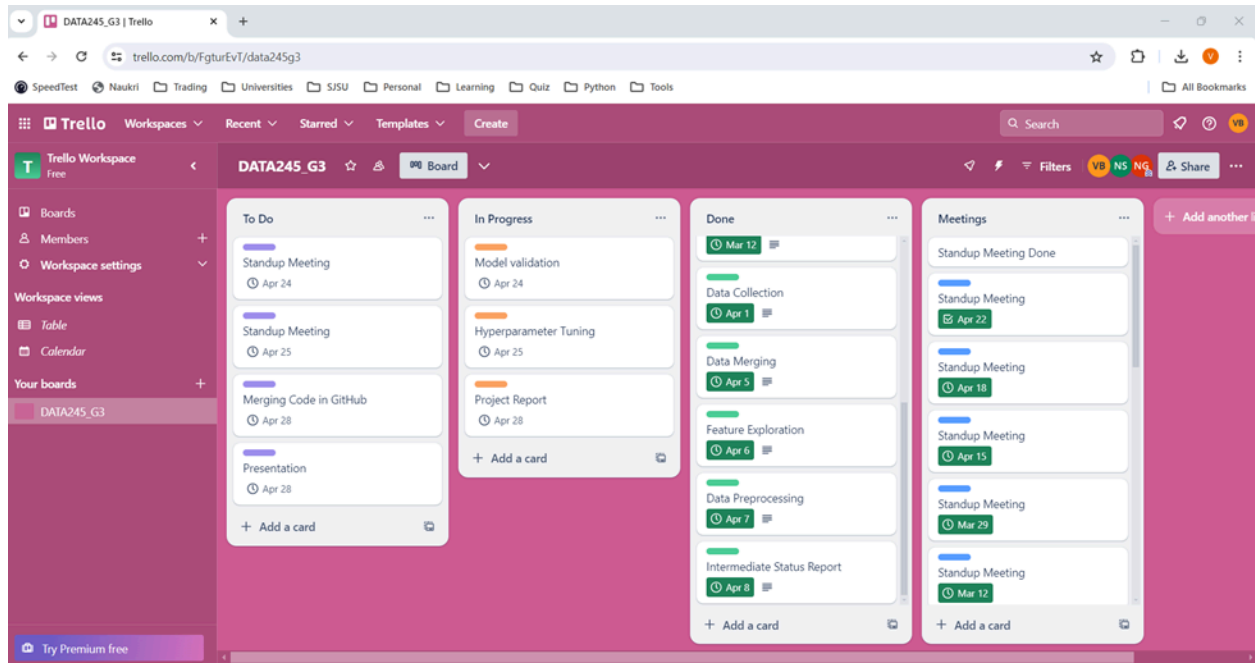 DATA245_G3 | Trello
trello.com/b/FgturEvT/data245g3
SpeedTest Naukri Trading Universities SJSU Personal Learning Quiz Python Tools All Bookmarks
Trello Workspaces Recent Starred Templates Create Search VB
T Trello Workspace
Free
DATA245_G3 Board Filters VB NS NG Share
Boards
Members
Workspace settings
Workspace views
Table
Calendar
Your boards
DATA245_G3
Try Premium free
To Do
Standup Meeting
Apr 24
Standup Meeting
Apr 25
Merging Code in GitHub
Apr 28
Presentation
Apr 28
+ Add a card
In Progress
Model validation
Apr 24
Hyperparameter Tuning
Apr 25
Project Report
Apr 28
+ Add a card
Done
Mar 12
Data Collection
Apr 1
Data Merging
Apr 5
Feature Exploration
Apr 6
Data Preprocessing
Apr 7
Intermediate Status Report
Apr 8
+ Add a card
Meetings
Standup Meeting Done
Standup Meeting
Apr 22
Standup Meeting
Apr 18
Standup Meeting
Apr 15
Standup Meeting
Mar 29
Standup Meeting
Mar 12
+ Add a card
+ Add another l
V